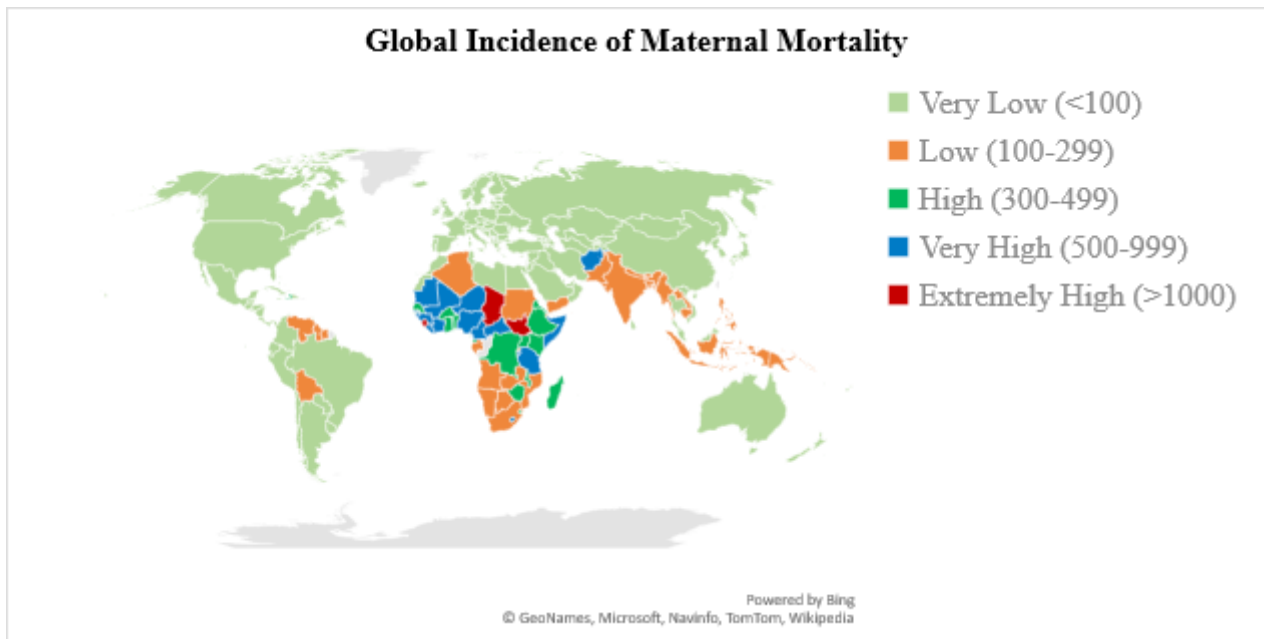 Global Incidence of Maternal Mortality
Very Low (<100)
Low (100-299)
High (300-499)
Very High (500-999)
Extremely High (>1000)
Powered by Bing
© GeoNames, Microsoft, Navinfo, TomTom, Wikipedia